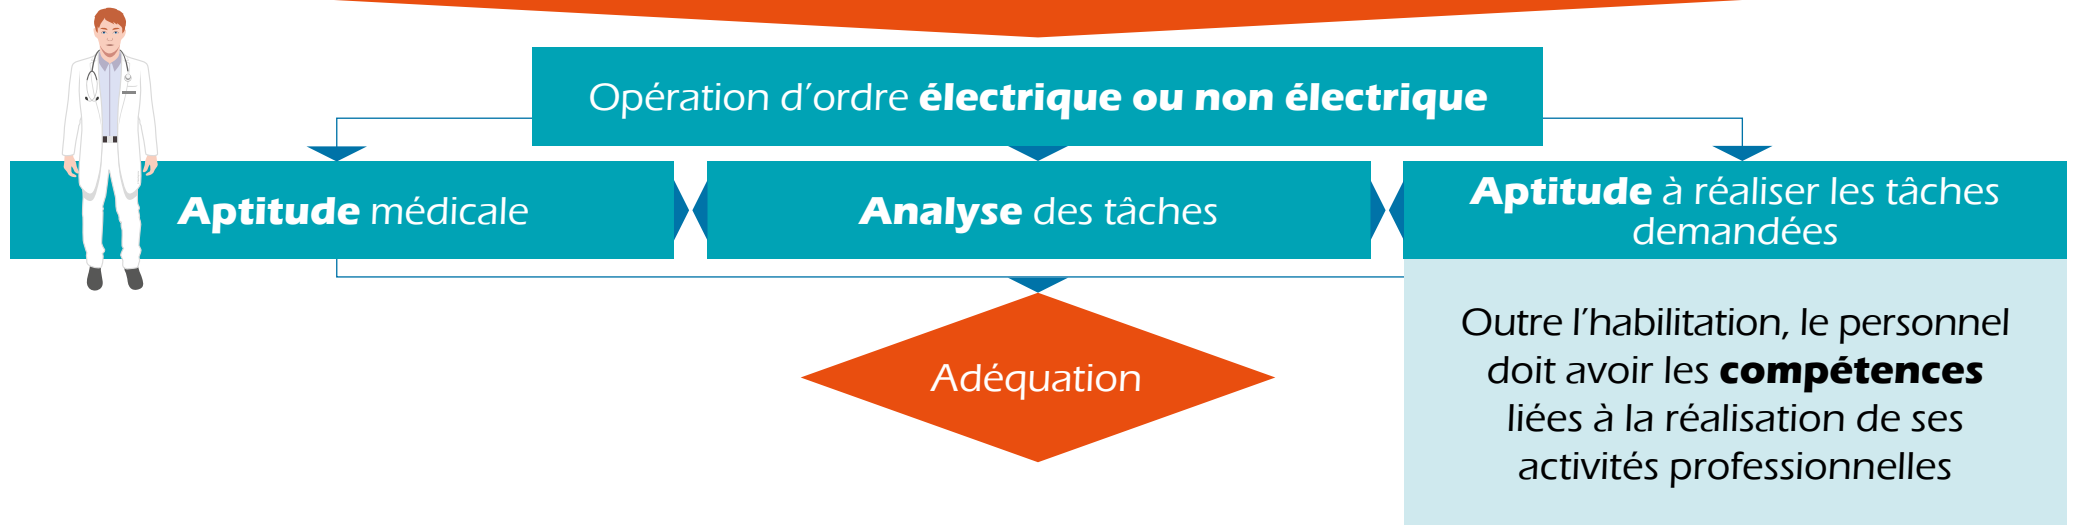 Opération d’ordre électrique ou non électrique
Aptitude médicale
Analyse des tâches
Aptitude à réaliser les tâches
demandées
Adéquation
Outre l’habilitation, le personnel
doit avoir les compétences
liées à la réalisation de ses
activités professionnelles